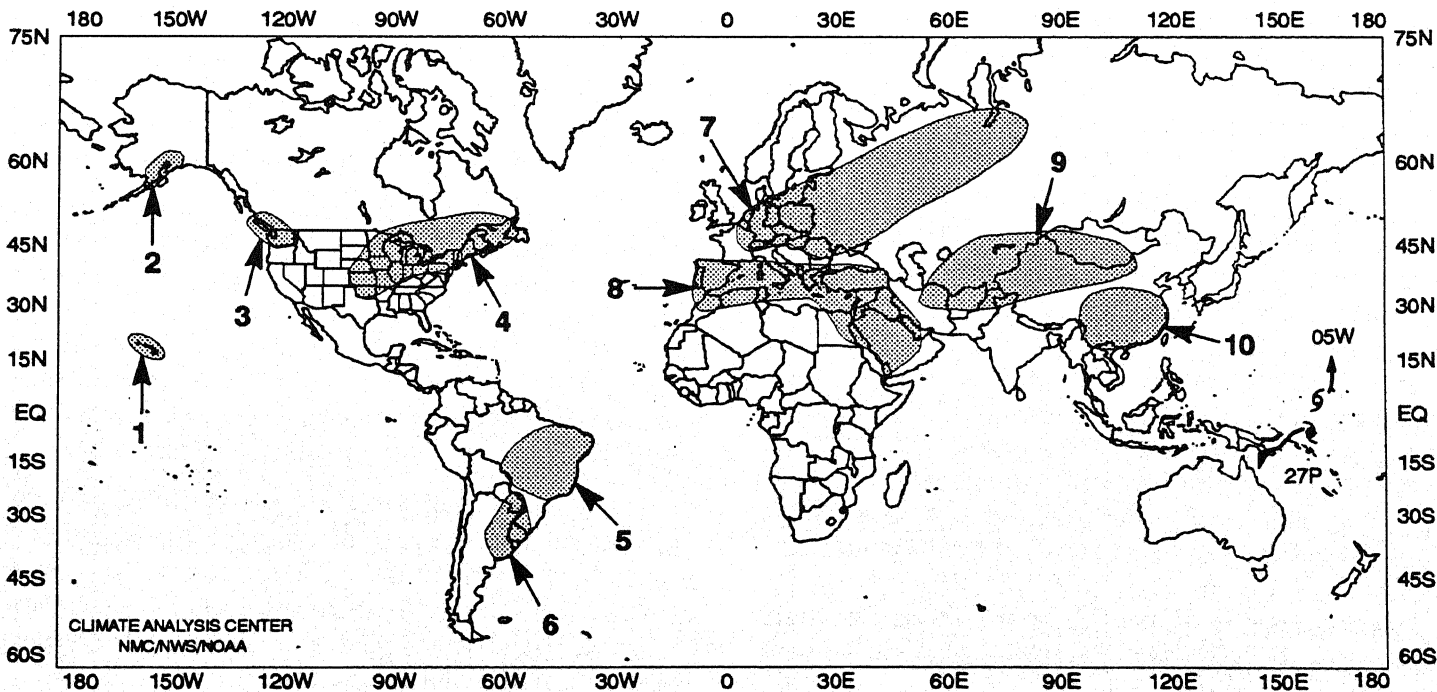 180 150W 120W 90W 60W 30W 0 30E 60E 90E 120E 150E 180
75N 75N
7
60N 9 60N
2
45N 45N
8
30N 3 4 30N
10
05W
15N 15N
1
EQ EQ
15S 27P 15S
30S 5 30S
45S 45S
6
CLIMATE ANALYSIS CENTER
NMC/NWS/NOAA
60S 60S
180 150W 120W 90W 60W 30W 0 30E 60E 90E 120E 150E 180